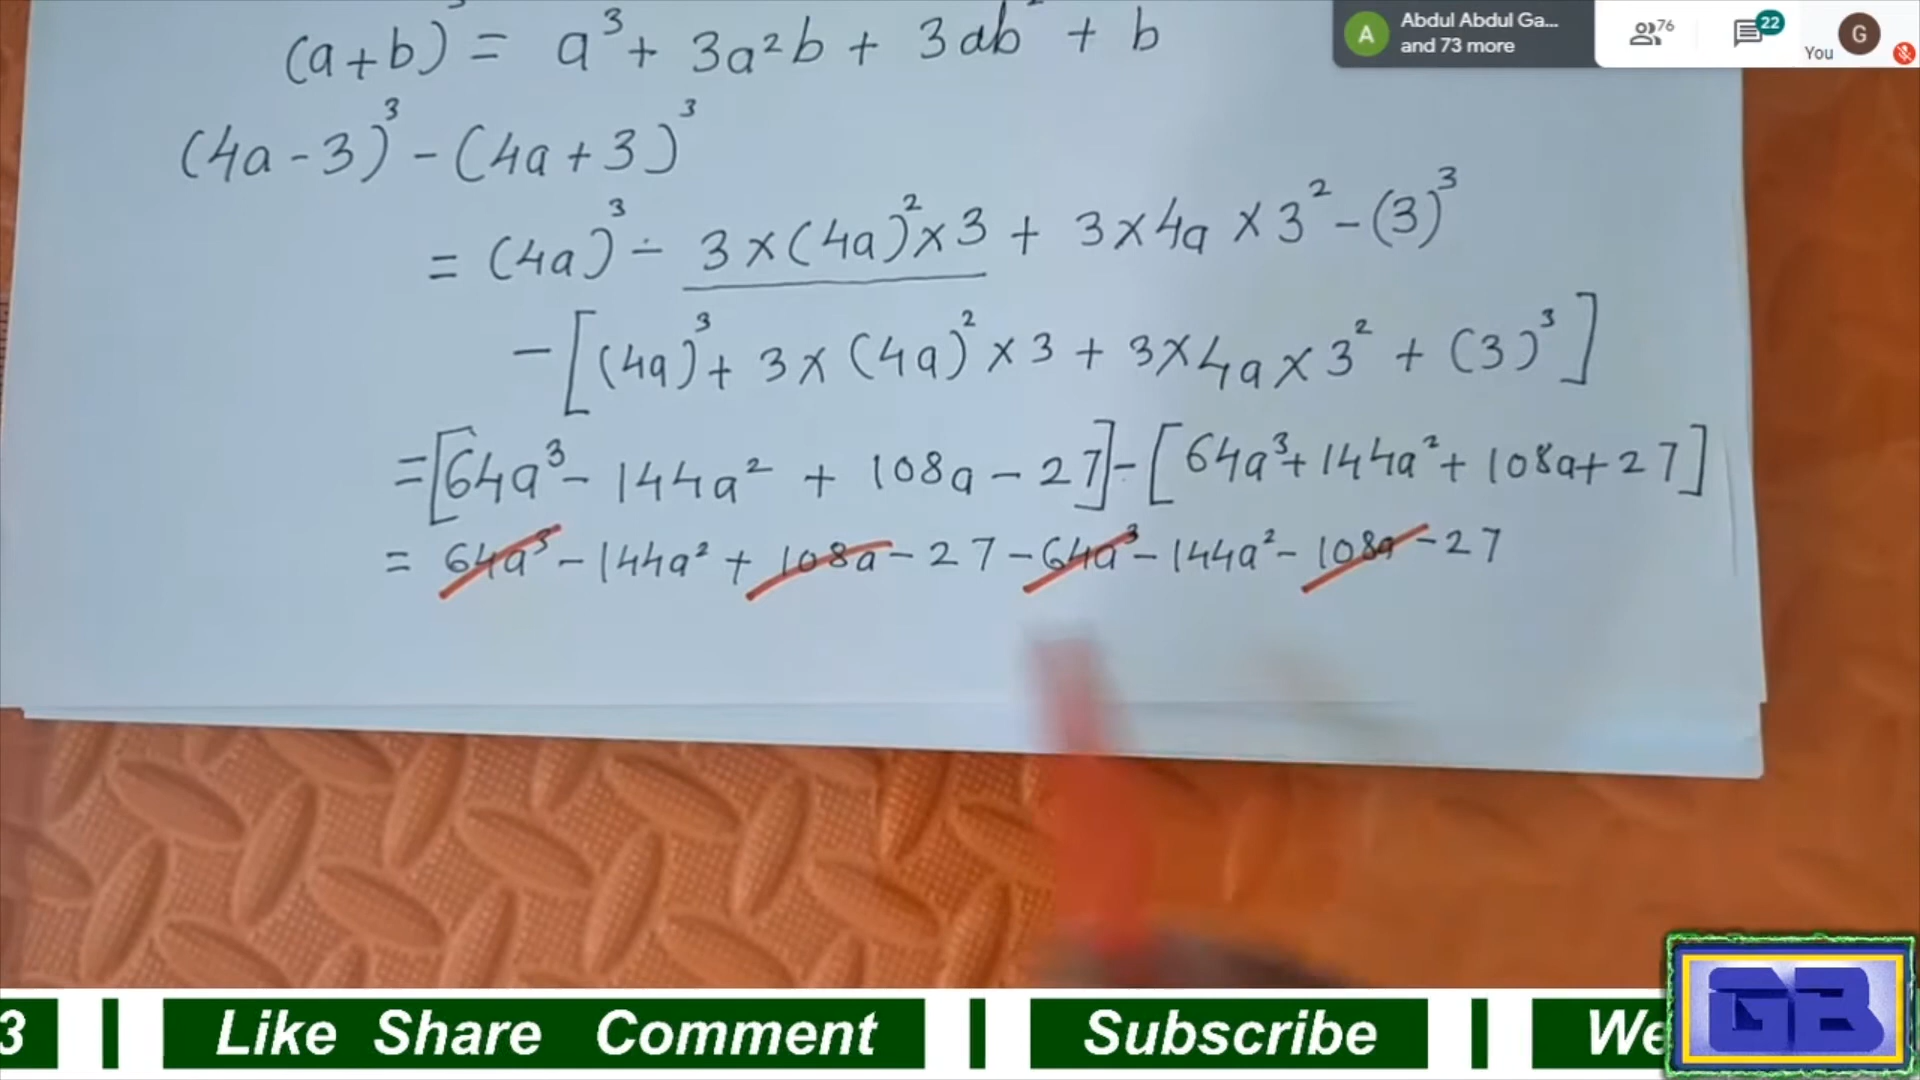 (a+b)³ = a³ + 3a²b + 3ab² + b
(4a-3)³ - (4a+3)³
= (4a)³ - 3×(4a)²×3 + 3×4a×3² - (3)³
- [(4a)³ + 3×(4a)²×3 + 3×4a×3² + (3)³]
= [64a³ - 144a² + 108a - 27] - [64a³ + 144a² + 108a + 27]
= 64a³ - 144a² + 108a - 27 - 64a³ - 144a² - 108a - 27
A
Abdul Abdul Ga...
and 73 more
76
22
You
G
3 | Like Share Comment | Subscribe | We
GB